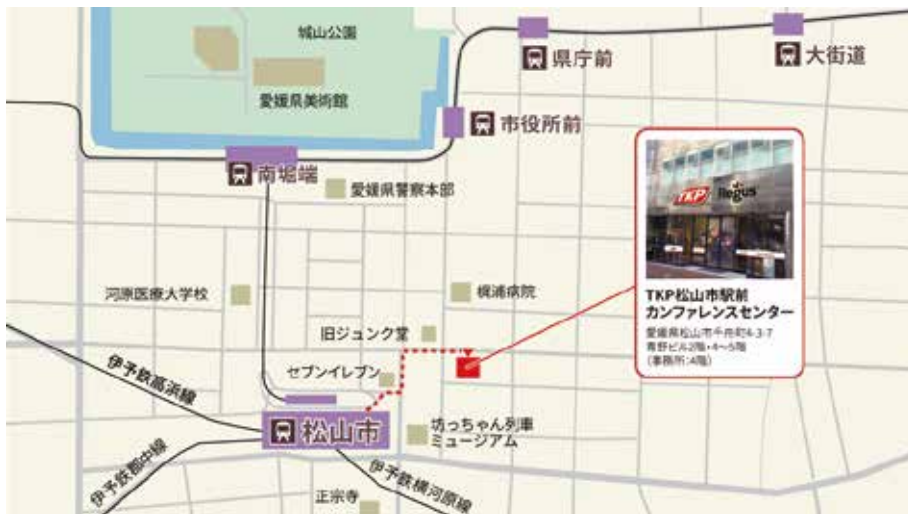 城山公園
愛媛県美術館
県庁前
大街道
市役所前
南堀端
愛媛県警察本部
TKP
Regus
河原医療大学校
梶浦病院
TKP松山市駅前
カンファレンスセンター
愛媛県松山市千舟町4-3-7
青野ビル2階・4~5階
（事務所:4階）
旧ジュンク堂
セブンイレブン
伊予鉄高浜線
松山市
坊っちゃん列車
ミュージアム
伊予鉄郡中線
伊予鉄横河原線
正宗寺